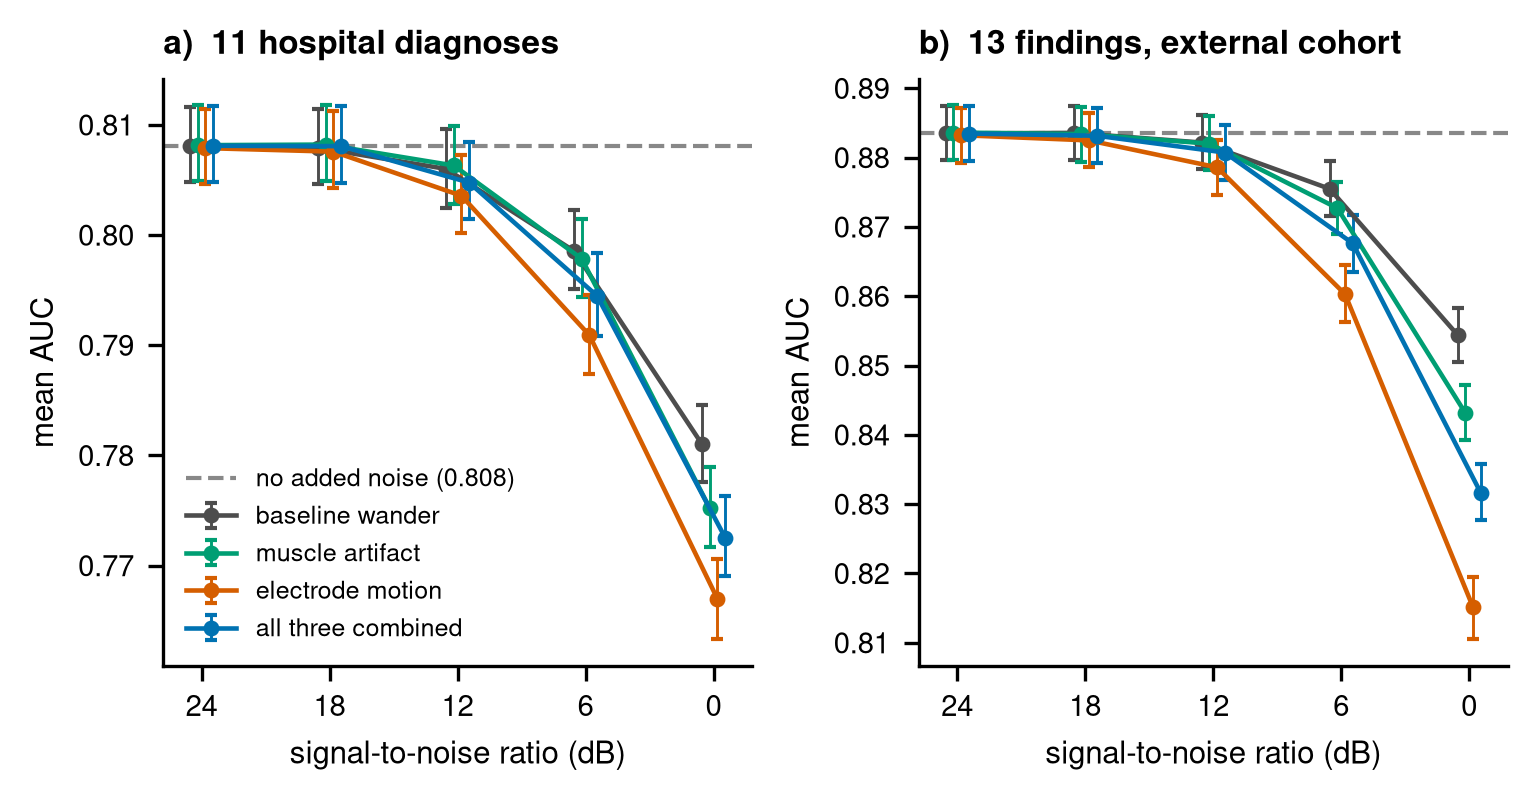 a) 11 hospital diagnoses
0.81
0.80
0.79
0.78
0.77
mean AUC
no added noise (0.808)
baseline wander
muscle artifact
electrode motion
all three combined
24 18 12 6 0
signal-to-noise ratio (dB)
b) 13 findings, external cohort
0.89
0.88
0.87
0.86
0.85
0.84
0.83
0.82
0.81
mean AUC
24 18 12 6 0
signal-to-noise ratio (dB)